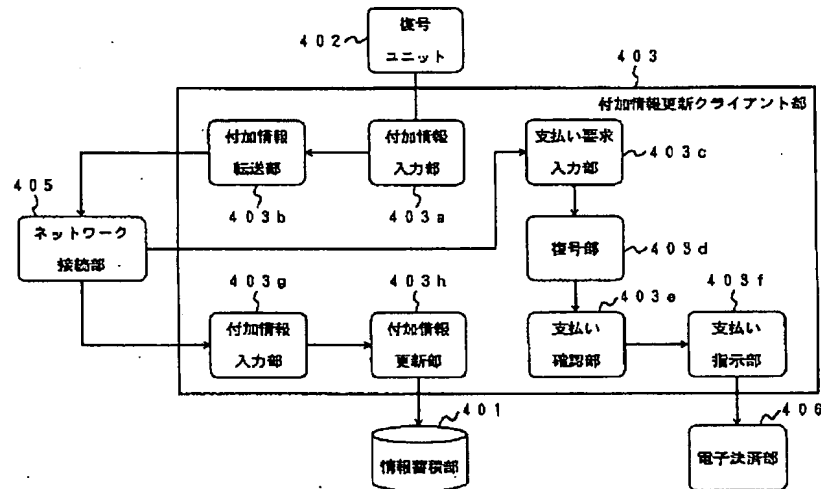 402
復号
ユニット
403
付加情報更新クライアント部
付加情報
転送部
403b
付加情報
入力部
403a
支払い要求
入力部
403c
405
ネットワーク
接続部
復号部
403d
403g
付加情報
入力部
403h
付加情報
更新部
403e
支払い
確認部
403f
支払い
指示部
401
情報蓄積部
406
電子決済部